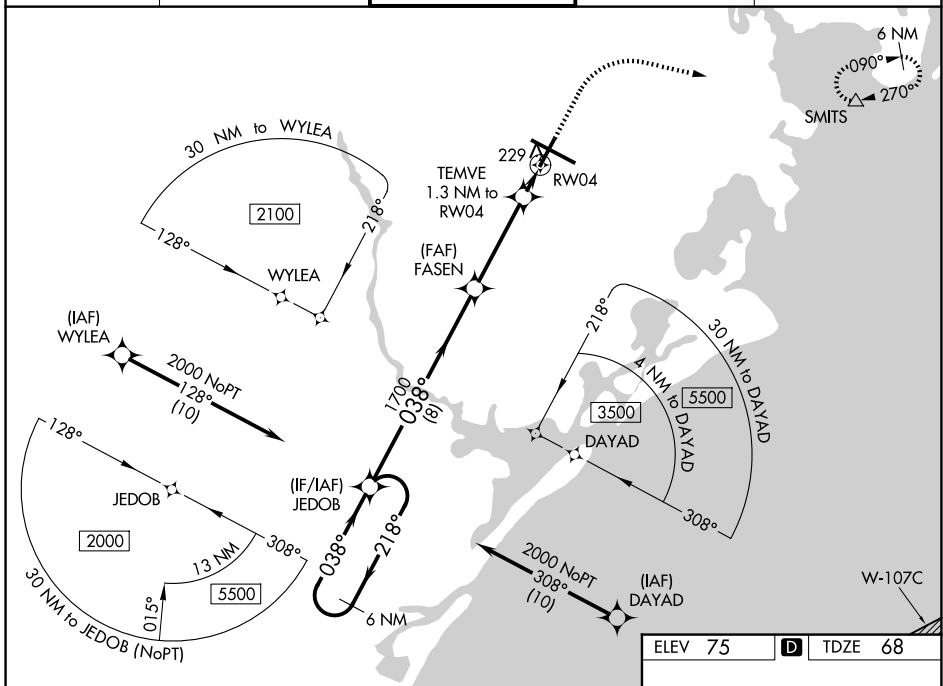 6 NM
090°
270°
SMITS
30 NM to WYLEA
2100
128°
218°
WYLEA
229
RW04
TEMVE
1.3 NM to
RW04
(FAF)
FASEN
(IAF)
WYLEA
2000 NoPT
128°
(10)
1700
038°
(8)
218°
30 NM to DAYAD
4 NM to DAYAD
5500
3500
DAYAD
308°
128°
JEDOB
2000
13 NM
308°
5500
015°
30 NM to JEDOB (NoPT)
(IF/IAF)
JEDOB
038°
218°
6 NM
2000 NoPT
308°
(10)
(IAF)
DAYAD
W-107C
ELEV 75 D TDZE 68